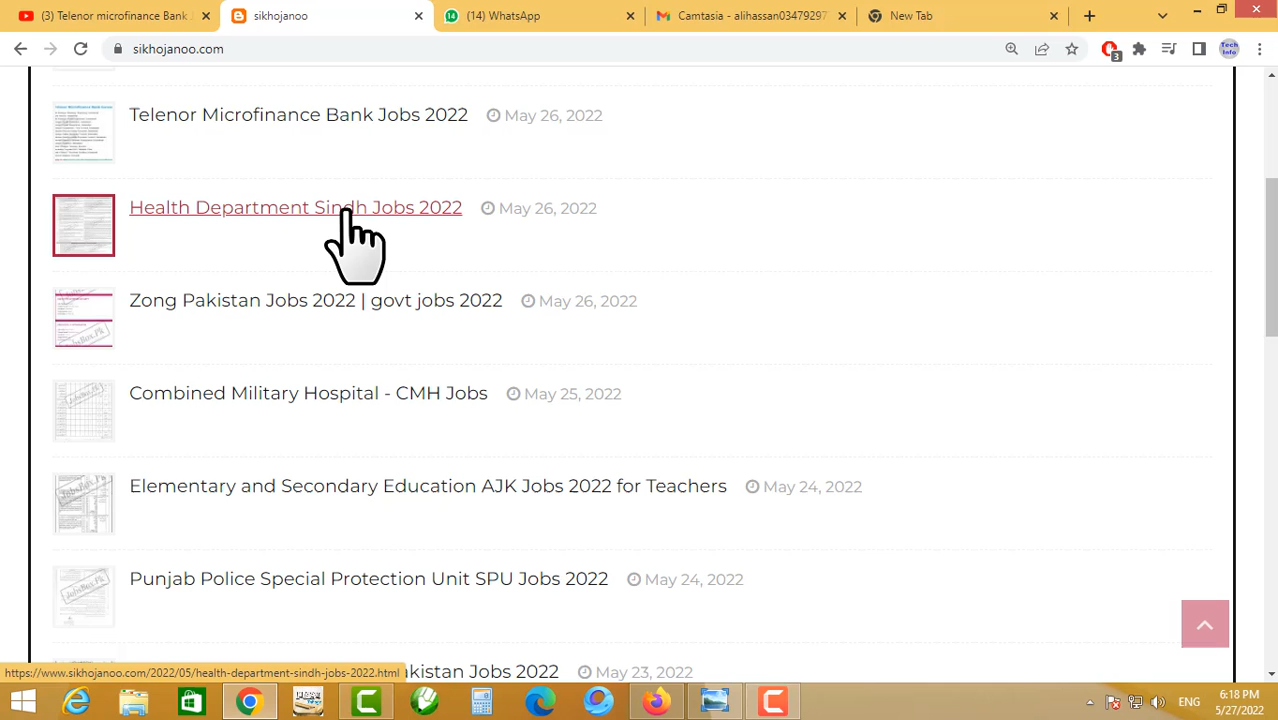 (3) Telenor microfinance Bank J
sikhojanoo
(14) WhatsApp
Camtasia - alihassan03479297
New Tab
sikhojanoo.com
3
Tech Info
Telenor Microfinance Bank Jobs 2022 May 26, 2022
Health Department Sindh Jobs 2022 May 26, 2022
Zong Pakistan Jobs 2022 | govt jobs 2022 May 26, 2022
Combined Military Hospital - CMH Jobs May 25, 2022
Elementary and Secondary Education AJK Jobs 2022 for Teachers May 24, 2022
Punjab Police Special Protection Unit SPU Jobs 2022 May 24, 2022
akistan Jobs 2022 May 23, 2022
https://www.sikhojanoo.com/2022/05/health-department-sindh-jobs-2022.html
ENG
6:18 PM
5/27/2022